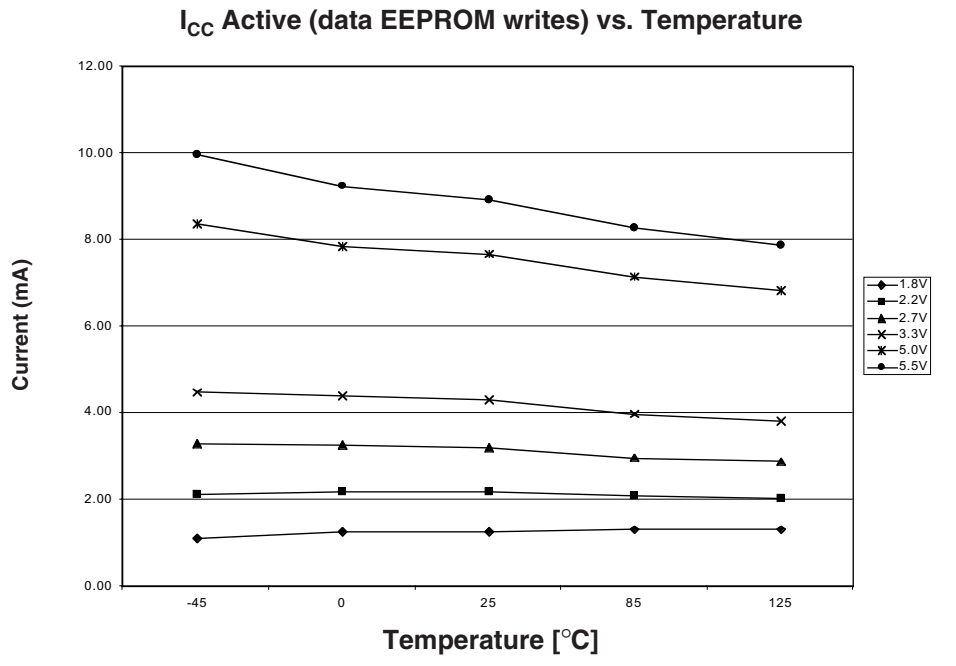 I_CC Active (data EEPROM writes) vs. Temperature
12.00
10.00
8.00
6.00
4.00
2.00
0.00
Current (mA)
-45 0 25 85 125
Temperature [°C]
1.8V
2.2V
2.7V
3.3V
5.0V
5.5V